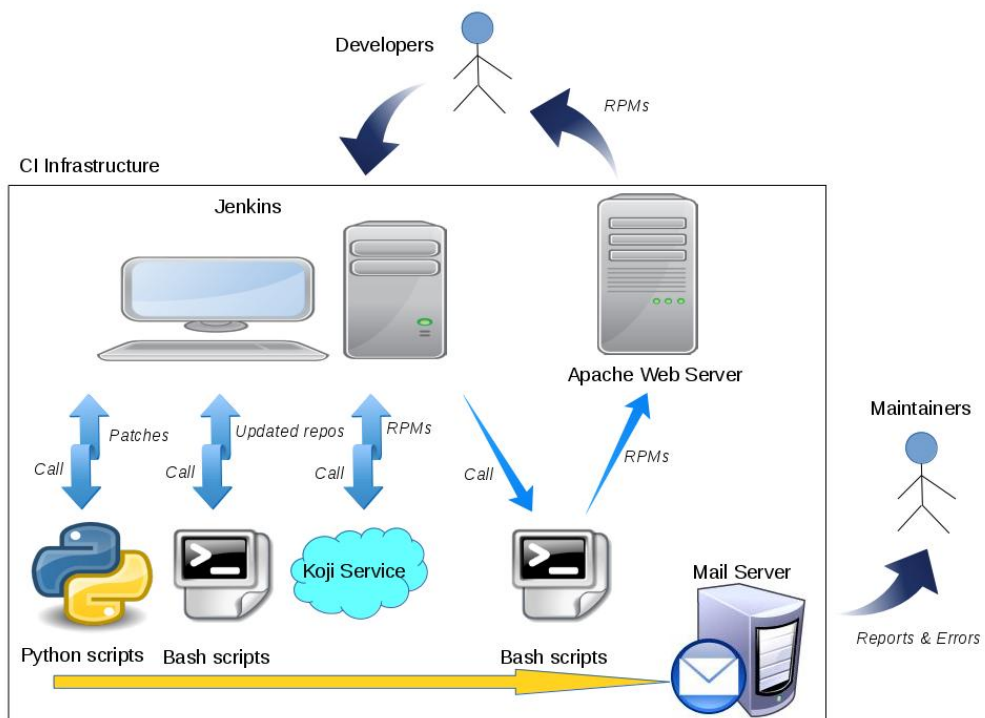 Developers
RPMs
CI Infrastructure
Jenkins
Apache Web Server
Maintainers
Patches
Updated repos
RPMs
Call
Call
Call
Call
RPMs
>_
Koji Service
>_
Mail Server
Reports & Errors
Python scripts
Bash scripts
Bash scripts